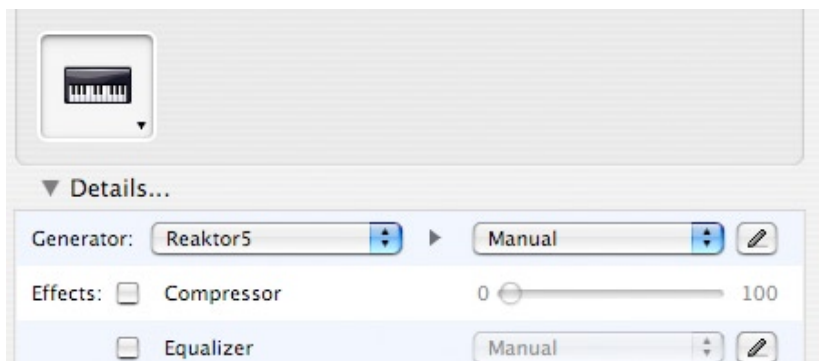 Details...
Generator: Reaktor5 Manual
Effects: Compressor 0 100
Equalizer Manual